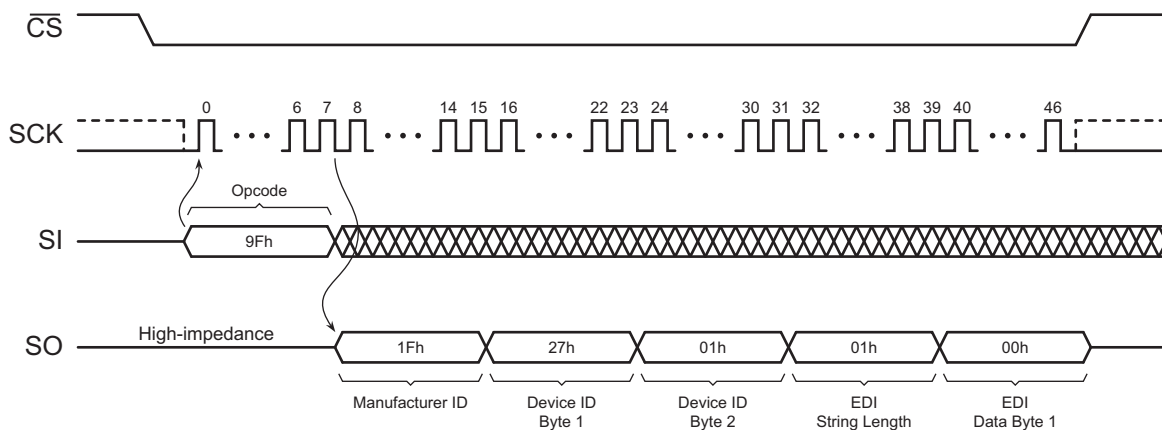 CS
0 6 7 8 14 15 16 22 23 24 30 31 32 38 39 40 46
SCK
Opcode
SI
9Fh
High-impedance
SO
1Fh 27h 01h 01h 00h
Manufacturer ID Device ID EDI
Byte 1
Device ID
Byte 2
EDI
String Length
EDI
Data Byte 1